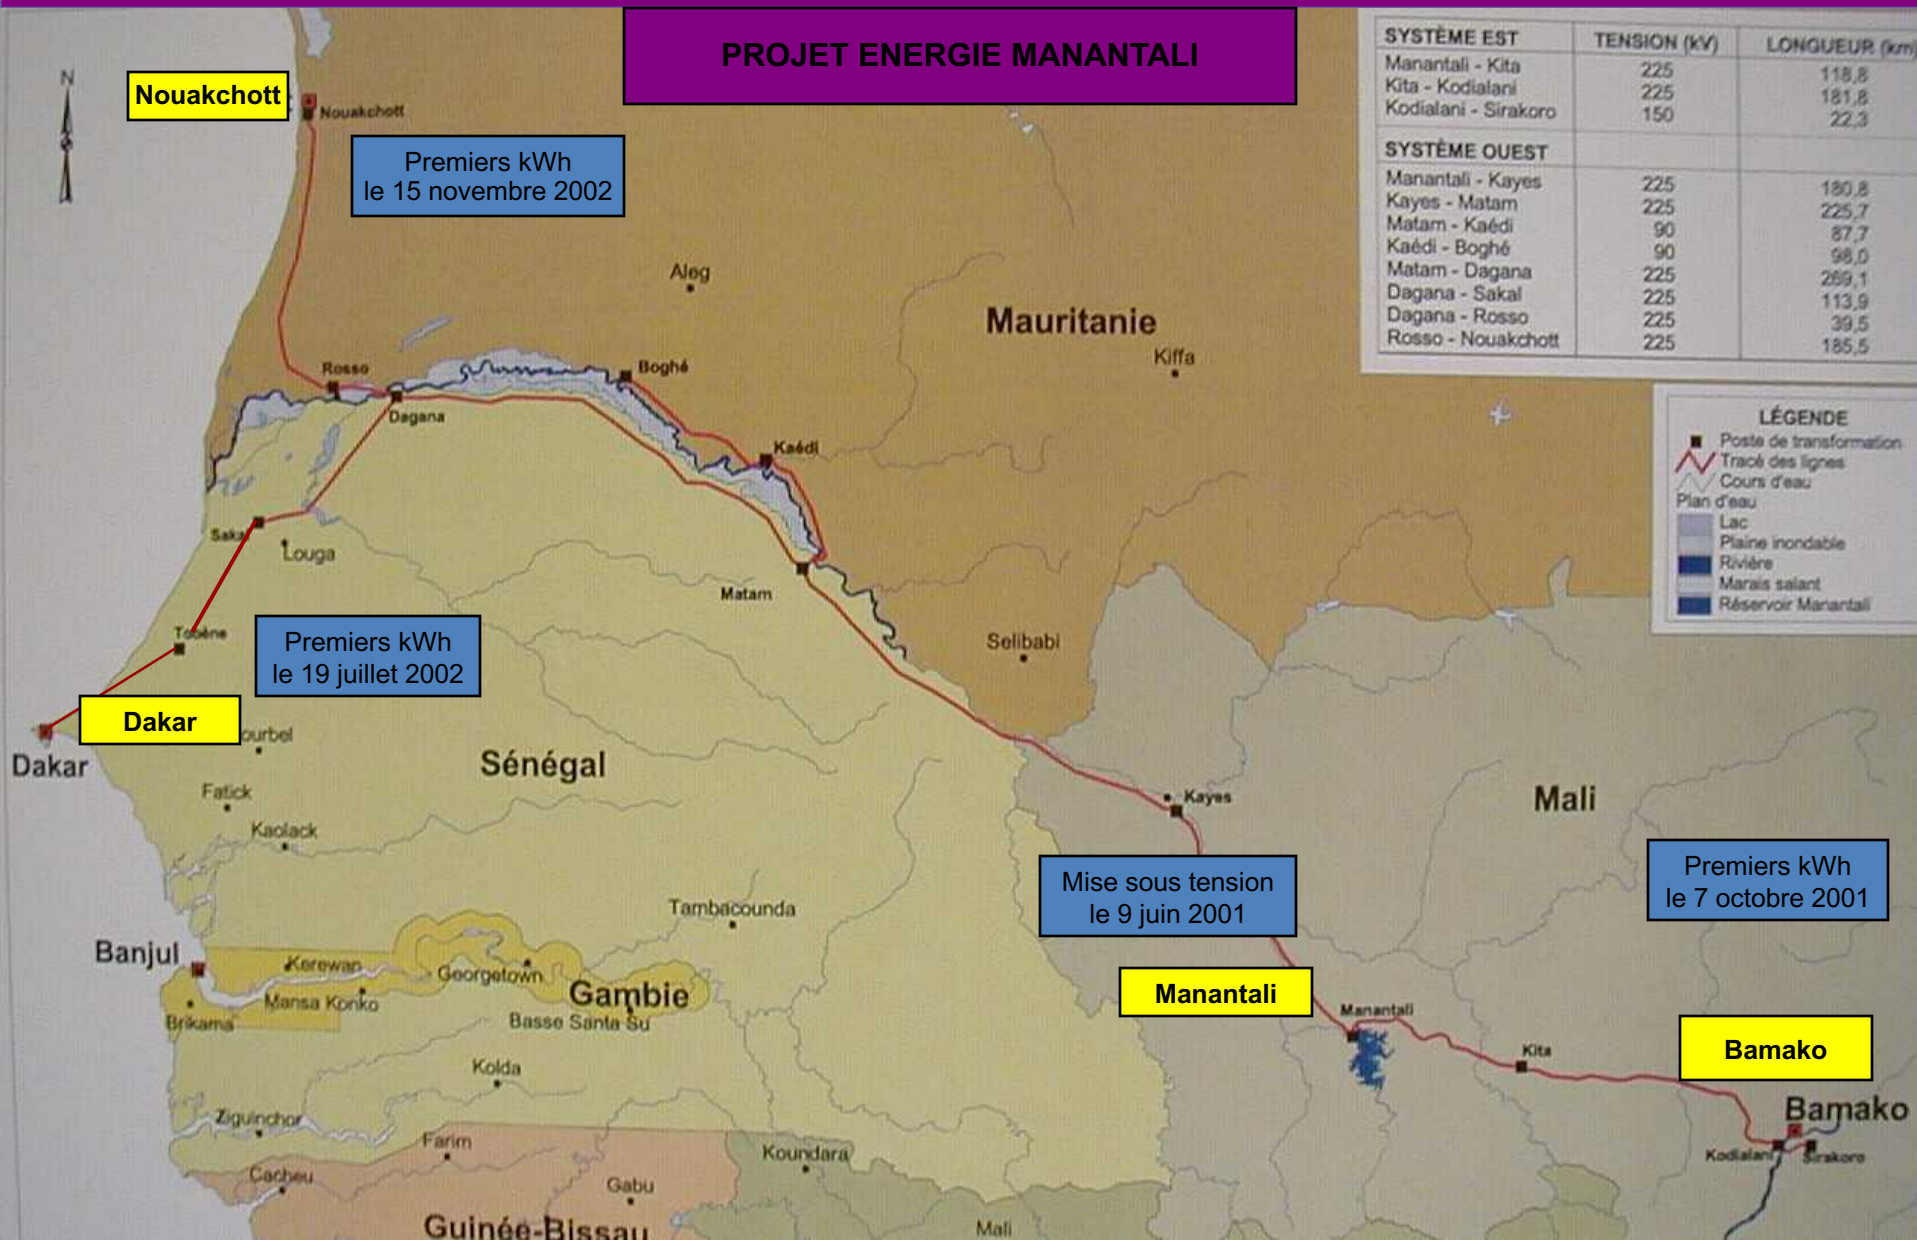 PROJET ENERGIE MANANTALI
SYSTÈME EST TENSION (kV) LONGUEUR (km)
Manantali - Kita 225 118,8
Kita - Kodialani 225 181,8
Kodialani - Sirakoro 150 22,3
SYSTÈME OUEST
Manantali - Kayes 225 180,8
Kayes - Matam 225 225,7
Matam - Kaédi 90 87,7
Kaédi - Boghé 90 98,0
Matam - Dagana 225 269,1
Dagana - Sakal 225 113,9
Dagana - Rosso 225 39,5
Rosso - Nouakchott 225 185,5
N
Nouakchott
Nouakchott
Premiers kWh
le 15 novembre 2002
Aleg
Mauritanie
Kiffa
Rosso
Boghé
Dagana
Kaédi
LÉGENDE
Poste de transformation
Tracé des lignes
Cours d'eau
Plan d'eau
Lac
Plaine inondable
Rivière
Marais salant
Réservoir Manantali
Sakal
Louga
Matam
Tobène
Premiers kWh
le 19 juillet 2002
Selibabi
Dakar
ourbel
Dakar
Sénégal
Fatick
Kaolack
Kayes
Mali
Mise sous tension
le 9 juin 2001
Premiers kWh
le 7 octobre 2001
Tambacounda
Banjul
Kerewan
Georgetown
Gambie
Mansa Konko
Basse Santa Su
Brikama
Manantali
Manantali
Kita
Bamako
Bamako
Kodialani
Sirakoro
Kolda
Ziguinchor
Farim
Koundara
Cacheu
Gabu
Guinée-Bissau
Mali